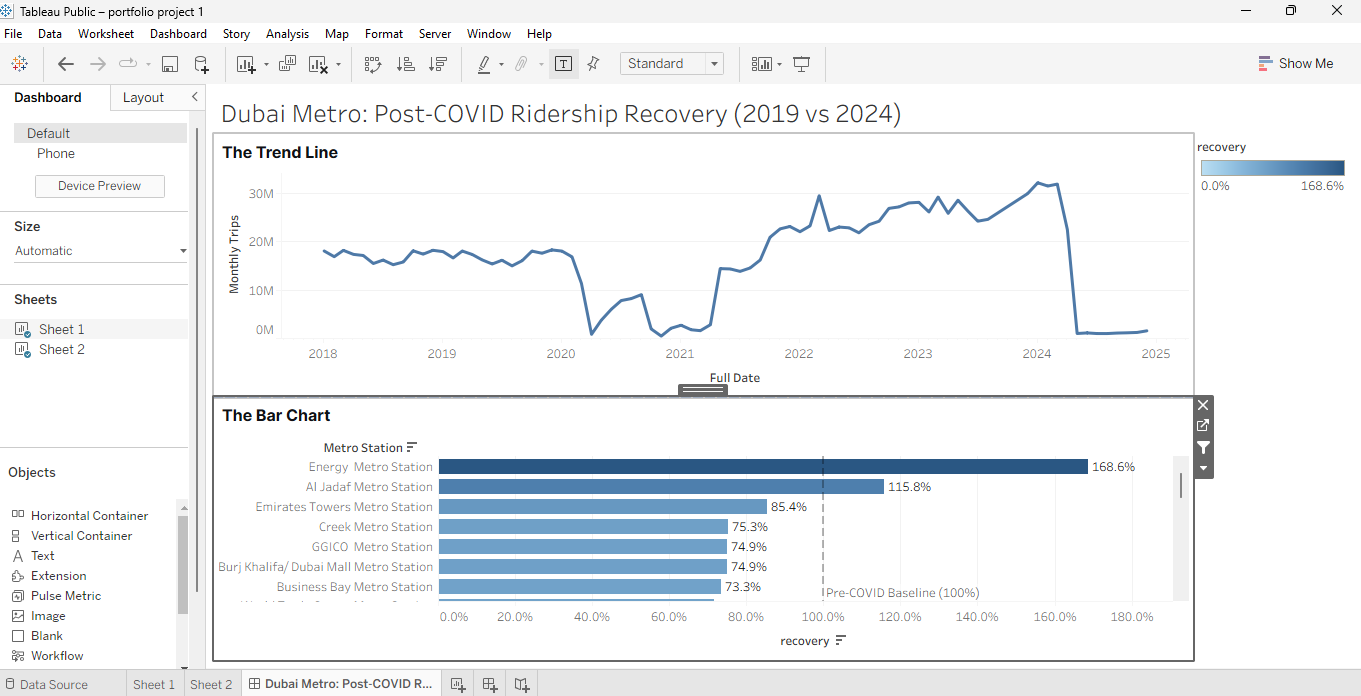 Tableau Public – portfolio project 1
File Data Worksheet Dashboard Story Analysis Map Format Server Window Help
Standard
Show Me
Dashboard Layout
Default
Phone
Device Preview
Size
Automatic
Sheets
Sheet 1
Sheet 2
Objects
Horizontal Container
Vertical Container
Text
Extension
Pulse Metric
Image
Blank
Workflow
Dubai Metro: Post-COVID Ridership Recovery (2019 vs 2024)
The Trend Line
Monthly Trips
30M
20M
10M
0M
2018 2019 2020 2021 2022 2023 2024 2025
Full Date
recovery
0.0% 168.6%
The Bar Chart
Metro Station
Energy Metro Station 168.6%
Al Jadaf Metro Station 115.8%
Emirates Towers Metro Station 85.4%
Creek Metro Station 75.3%
GGICO Metro Station 74.9%
Burj Khalifa/ Dubai Mall Metro Station 74.9%
Business Bay Metro Station 73.3%
Pre-COVID Baseline (100%)
0.0% 20.0% 40.0% 60.0% 80.0% 100.0% 120.0% 140.0% 160.0% 180.0%
recovery
Data Source Sheet 1 Sheet 2 Dubai Metro: Post-COVID R...